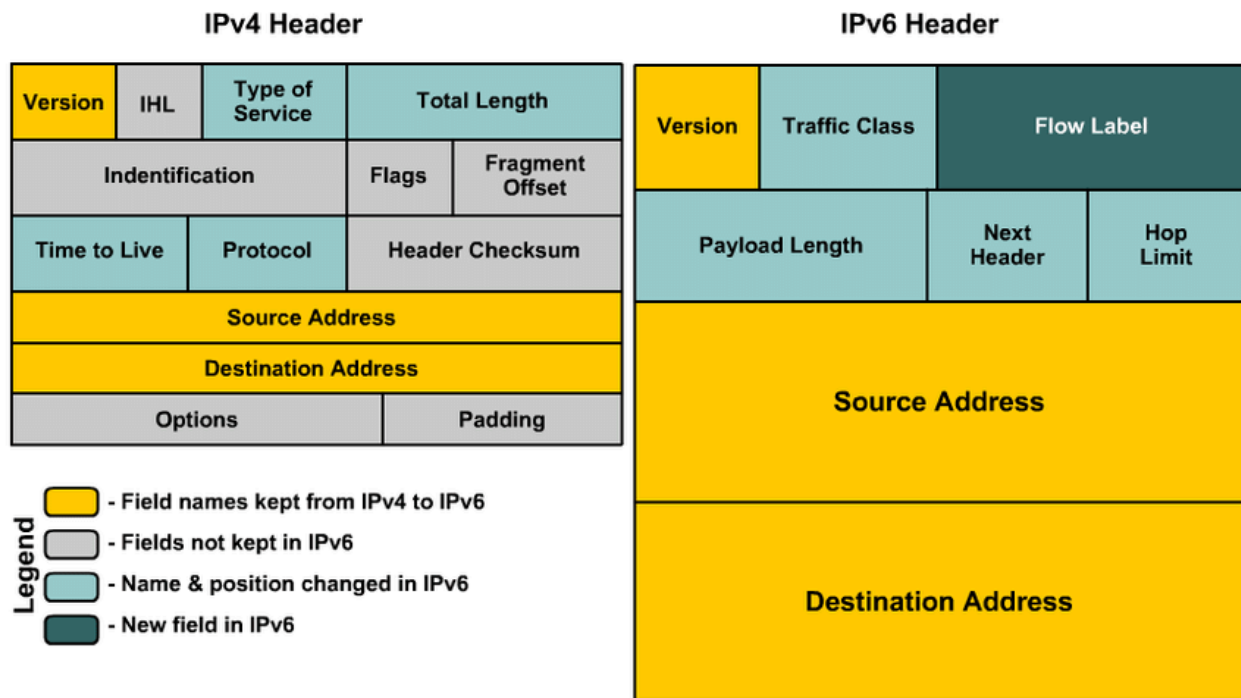 IPv4 Header
Version
IHL
Type of
Service
Total Length
Indentification
Flags
Fragment
Offset
Time to Live
Protocol
Header Checksum
Source Address
Destination Address
Options
Padding
Legend
- Field names kept from IPv4 to IPv6
- Fields not kept in IPv6
- Name & position changed in IPv6
- New field in IPv6
IPv6 Header
Version
Traffic Class
Flow Label
Payload Length
Next
Header
Hop
Limit
Source Address
Destination Address